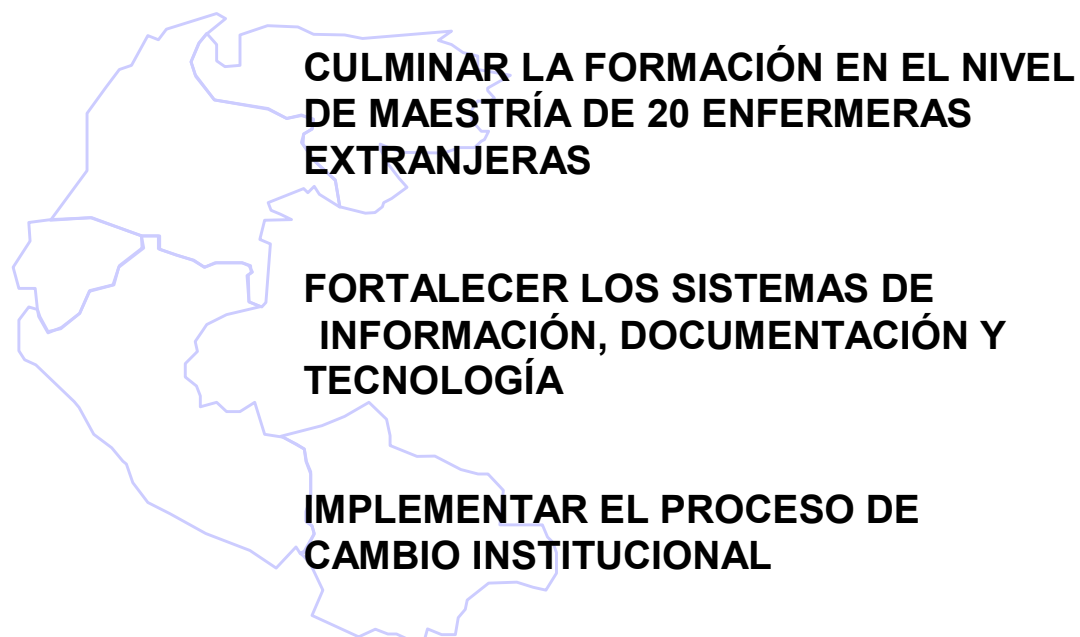 CULMINAR LA FORMACIÓN EN EL NIVEL
DE MAESTRÍA DE 20 ENFERMERAS
EXTRANJERAS
FORTALECER LOS SISTEMAS DE
INFORMACIÓN, DOCUMENTACIÓN Y
TECNOLOGÍA
IMPLEMENTAR EL PROCESO DE
CAMBIO INSTITUCIONAL